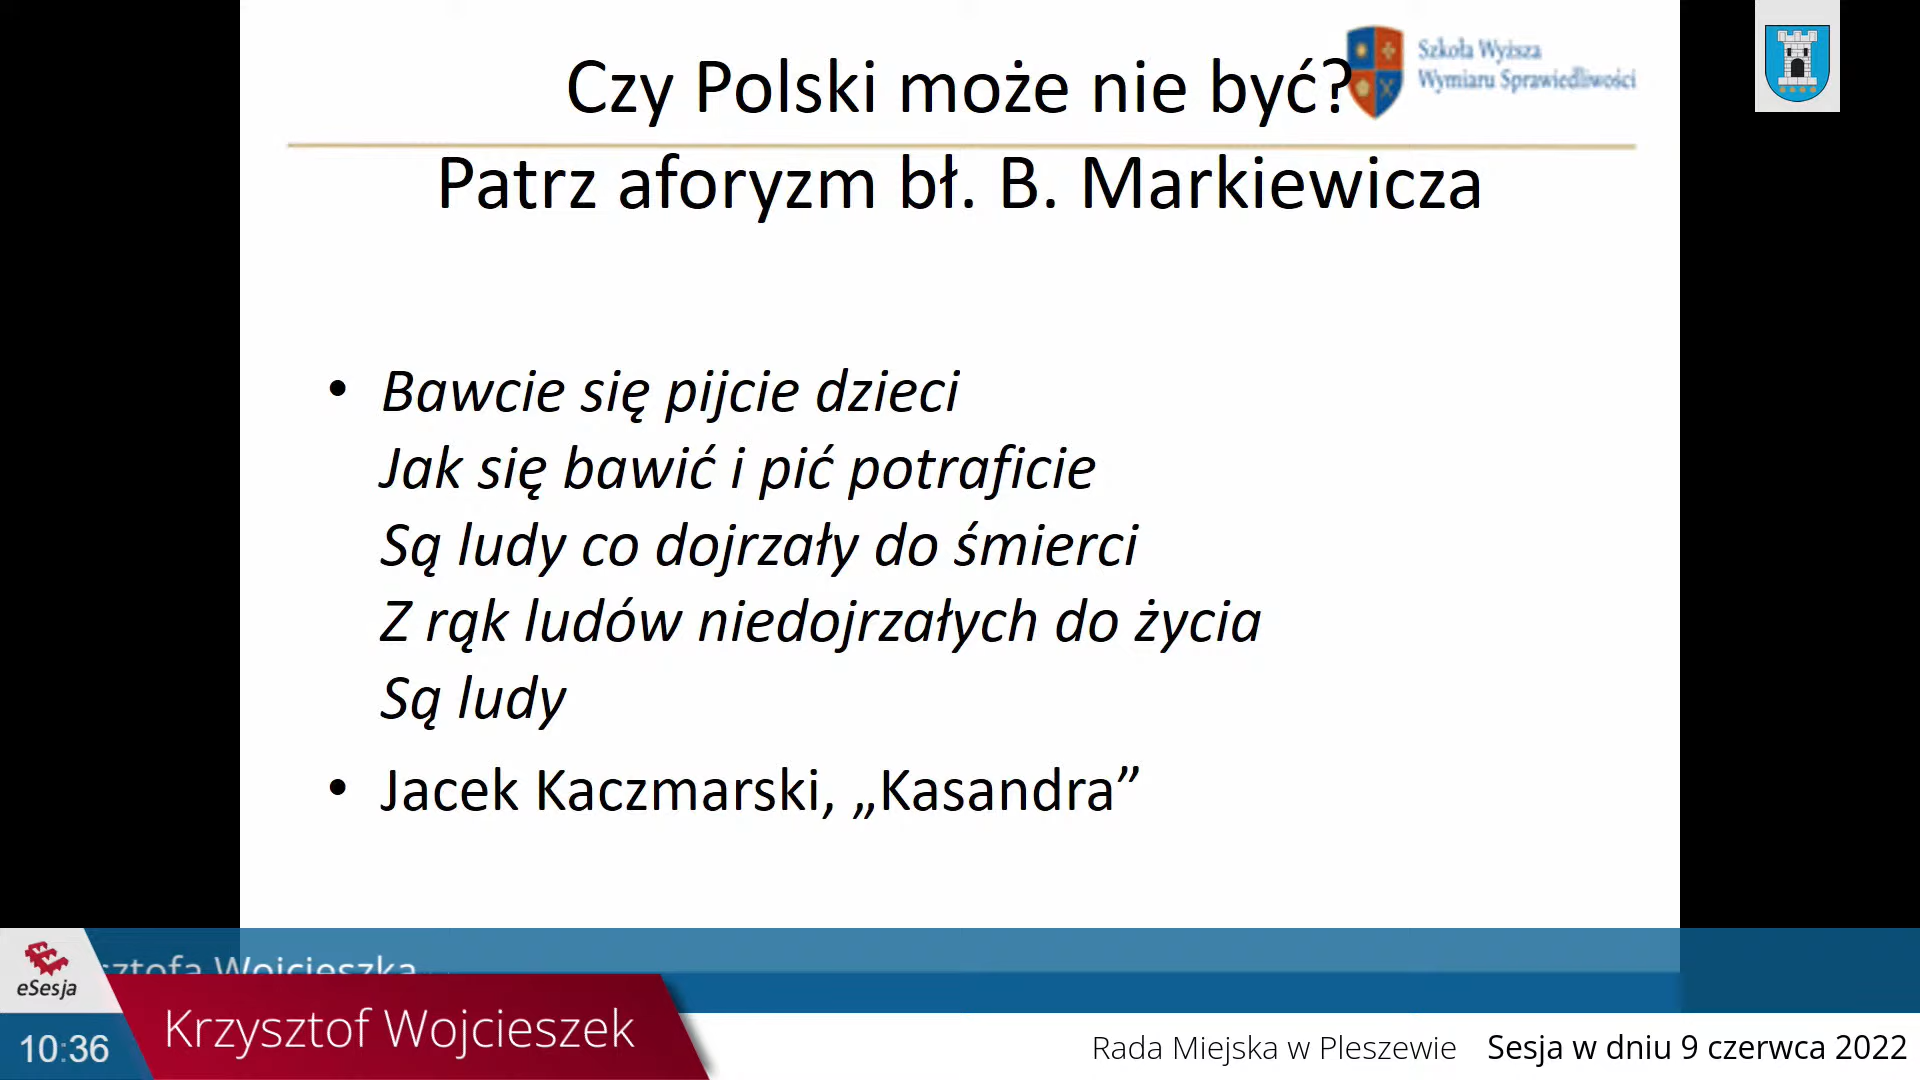 Szkoła Wyższa
Wymiaru Sprawiedliwości
Czy Polski może nie być?
Patrz aforyzm bł. B. Markiewicza
• Bawcie się pijcie dzieci
Jak się bawić i pić potraficie
Są ludy co dojrzały do śmierci
Z rąk ludów niedojrzałych do życia
Są ludy
• Jacek Kaczmarski, „Kasandra”
Wojcieszka
eSesja
Krzysztof Wojcieszek
10:36
Rada Miejska w Pleszewie Sesja w dniu 9 czerwca 2022